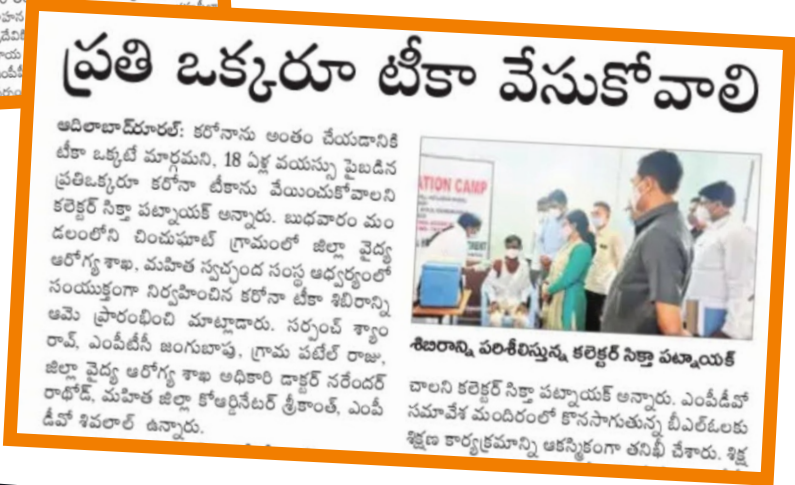 ప్రతి ఒక్కరూ టీకా వేసుకోవాలి
ఆదిలాబాద్‌రూరల్: కరోనాను అంతం చేయడానికి
టీకా ఒక్కటే మార్గమని, 18 ఏళ్ల వయస్సు పైబడిన
ప్రతిఒక్కరూ కరోనా టీకాను వేయించుకోవాలని
కలెక్టర్ సిక్తా పట్నాయక్ అన్నారు. బుధవారం మం
డలంలోని చించుఘాట్ గ్రామంలో జిల్లా వైద్య
ఆరోగ్య శాఖ, మహిత స్వచ్ఛంద సంస్థ ఆధ్వర్యంలో
సంయుక్తంగా నిర్వహించిన కరోనా టీకా శిబిరాన్ని
ఆమె ప్రారంభించి మాట్లాడారు. సర్పంచ్ శ్యాం
రావ్, ఎంపీటీసీ జంగుబాపు, గ్రామ పటేల్ రాజు,
జిల్లా వైద్య ఆరోగ్య శాఖ అధికారి డాక్టర్ నరేందర్
రాథోడ్, మహిత జిల్లా కోఆర్డినేటర్ శ్రీకాంత్, ఎంపీ
డీవో శివలాల్ ఉన్నారు.
ATION CAMP
శిబిరాన్ని పరిశీలిస్తున్న కలెక్టర్ సిక్తా పట్నాయక్
చాలని కలెక్టర్ సిక్తా పట్నాయక్ అన్నారు. ఎంపీడీవో
సమావేశ మందిరంలో కొనసాగుతున్న బీఎల్‌ఓలకు
శిక్షణ కార్యక్రమాన్ని ఆకస్మికంగా తనిఖీ చేశారు. శిక్ష